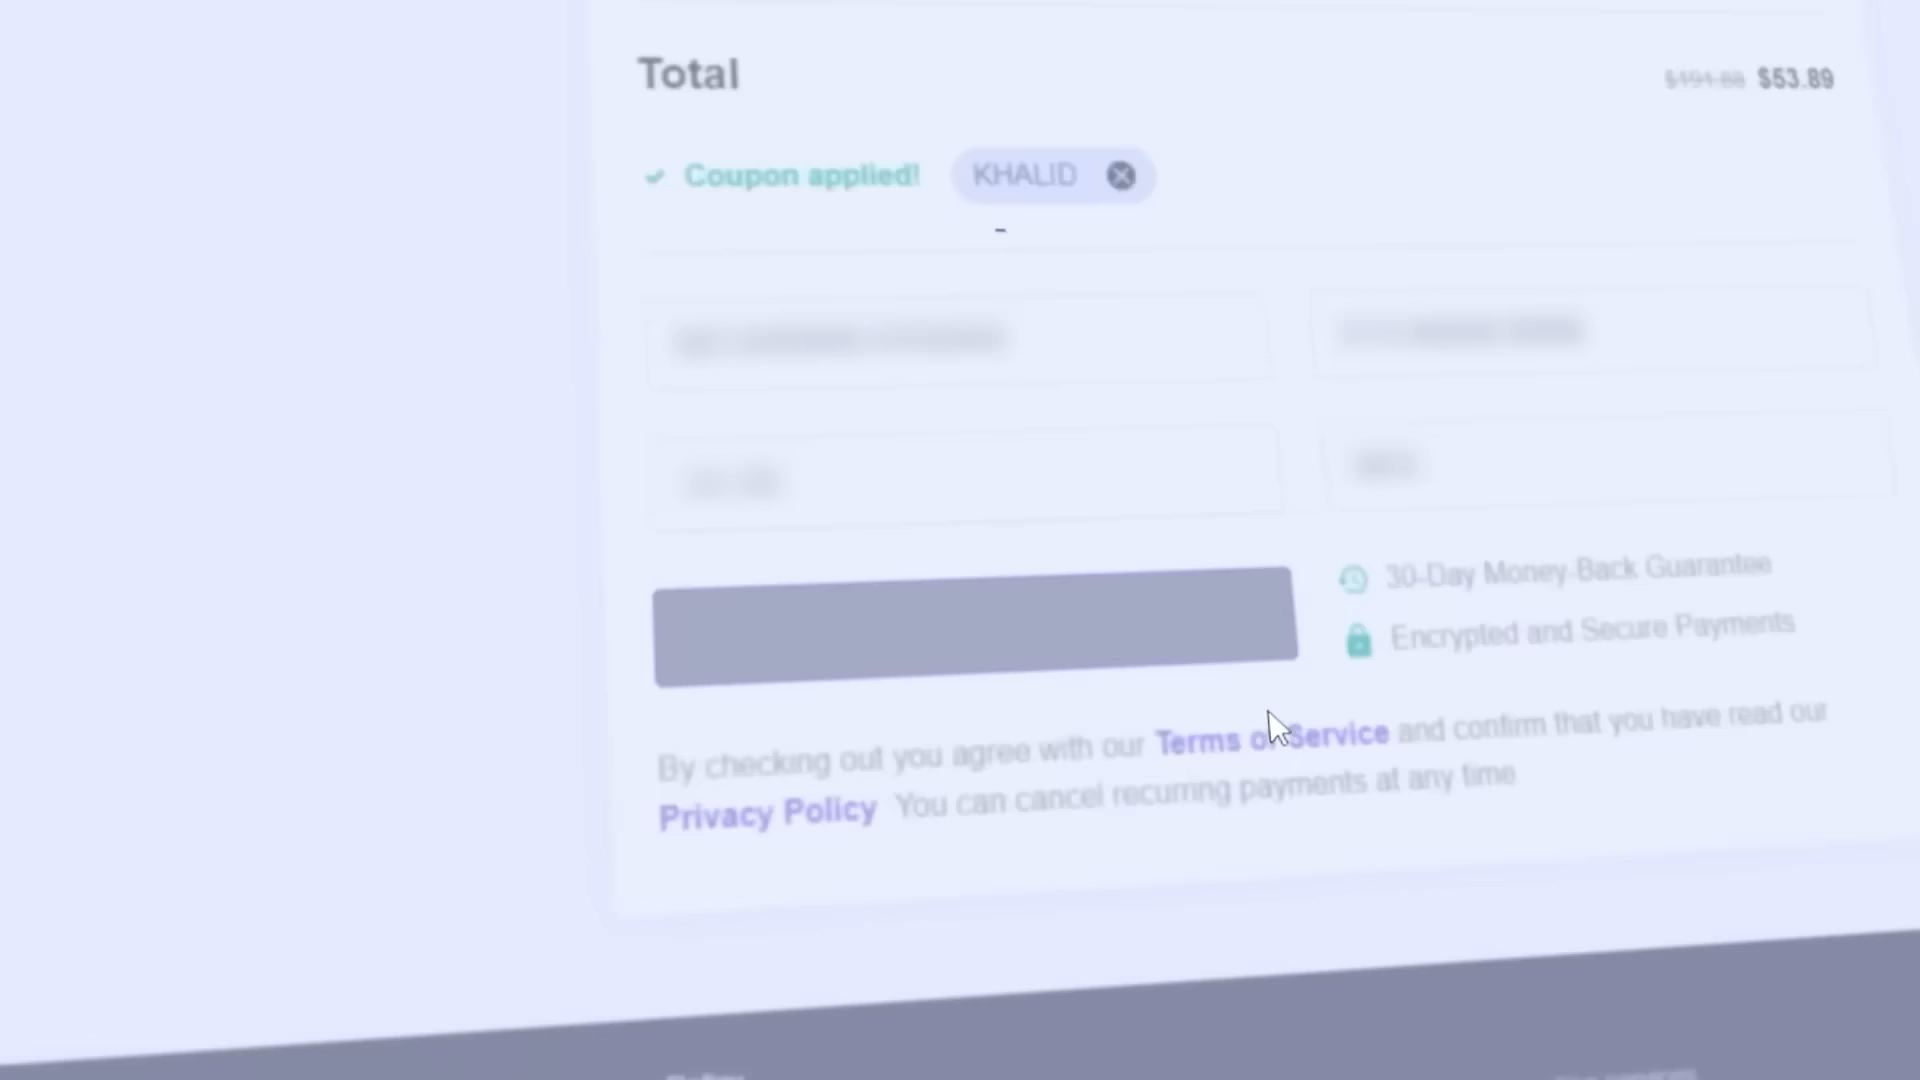 Total
$53.89
Coupon applied! KHALID
30-Day Money-Back Guarantee
Encrypted and Secure Payments
By checking out you agree with our Terms of Service and confirm that you have read our
Privacy Policy You can cancel recurring payments at any time